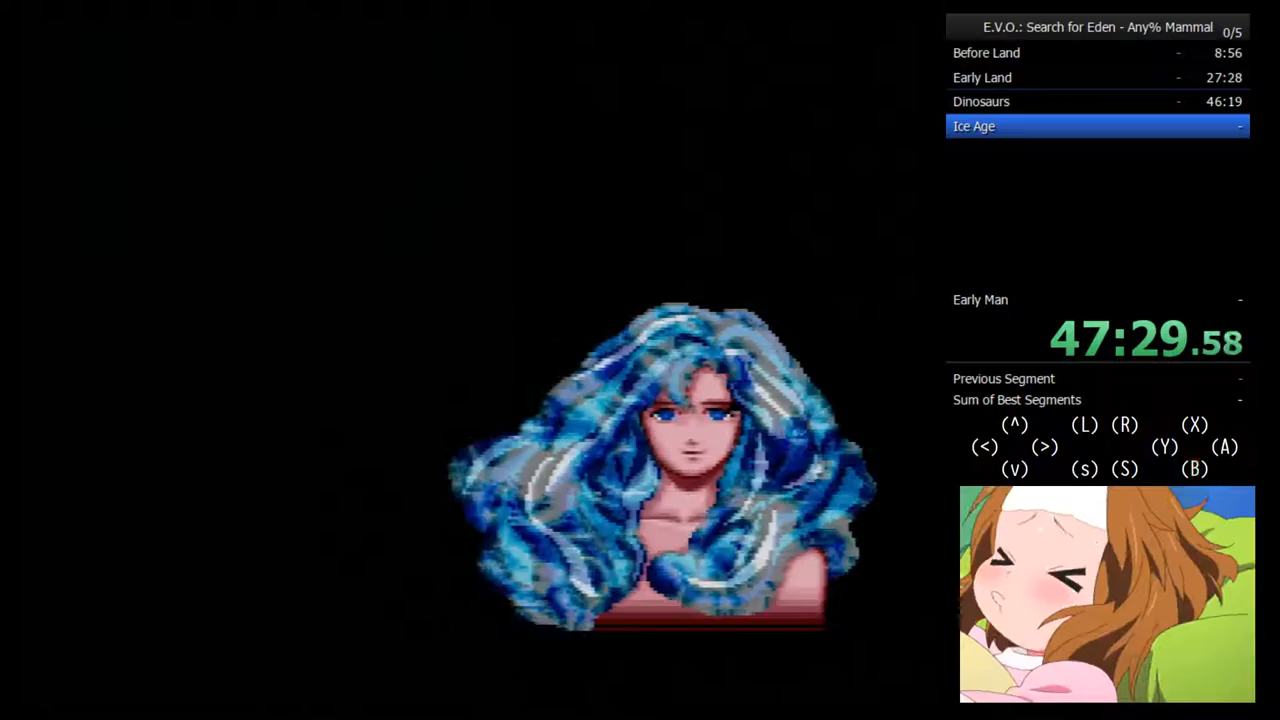 E.V.O.: Search for Eden - Any% Mammal 0/5
Before Land - 8:56
Early Land - 27:28
Dinosaurs - 46:19
Ice Age -
Early Man -
47:29.58
Previous Segment -
Sum of Best Segments -
(^) (L) (R) (X)
(<) (>) (Y) (A)
(v) (s) (S) (B)